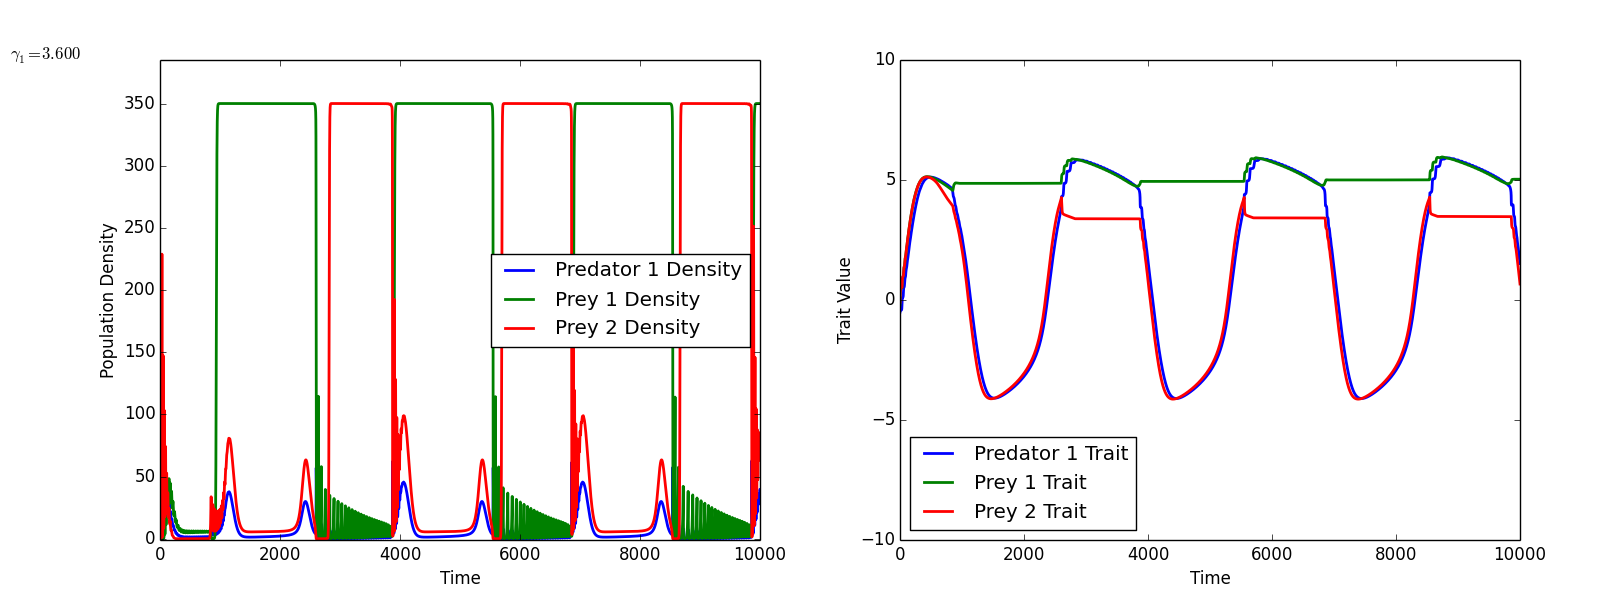 γ₁=3.600
Population Density
350
300
250
200
150
100
50
0
0 2000 4000 6000 8000 10000
Time
Predator 1 Density
Prey 1 Density
Prey 2 Density
Trait Value
10
5
0
−5
−10
0 2000 4000 6000 8000 10000
Time
Predator 1 Trait
Prey 1 Trait
Prey 2 Trait